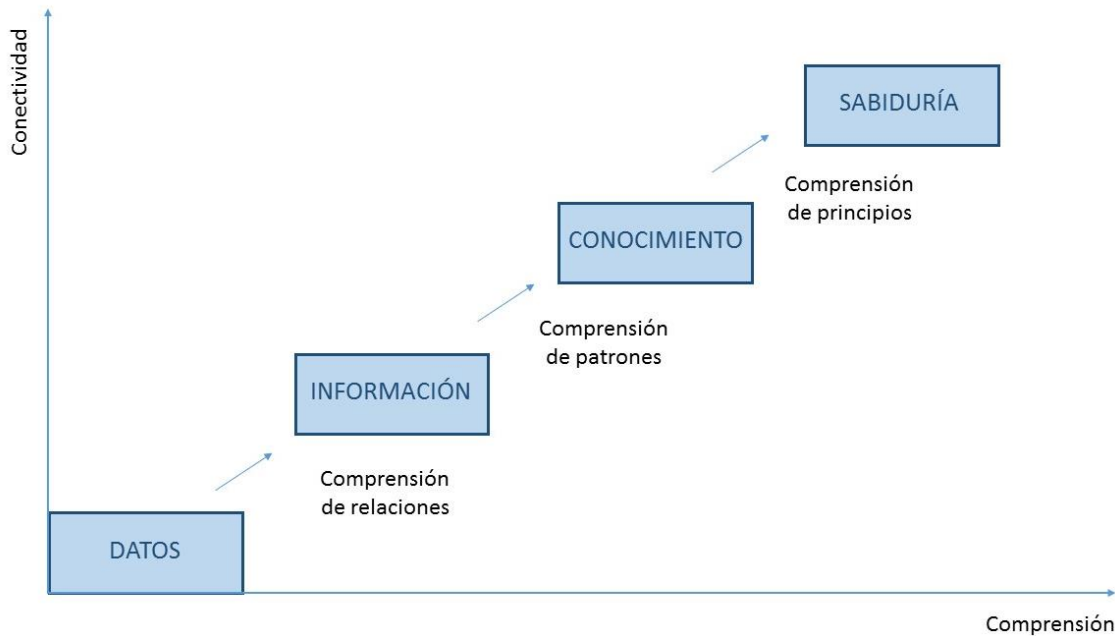 Conectividad
SABIDURÍA
Comprensión
de principios
CONOCIMIENTO
Comprensión
de patrones
INFORMACIÓN
Comprensión
de relaciones
DATOS
Comprensión